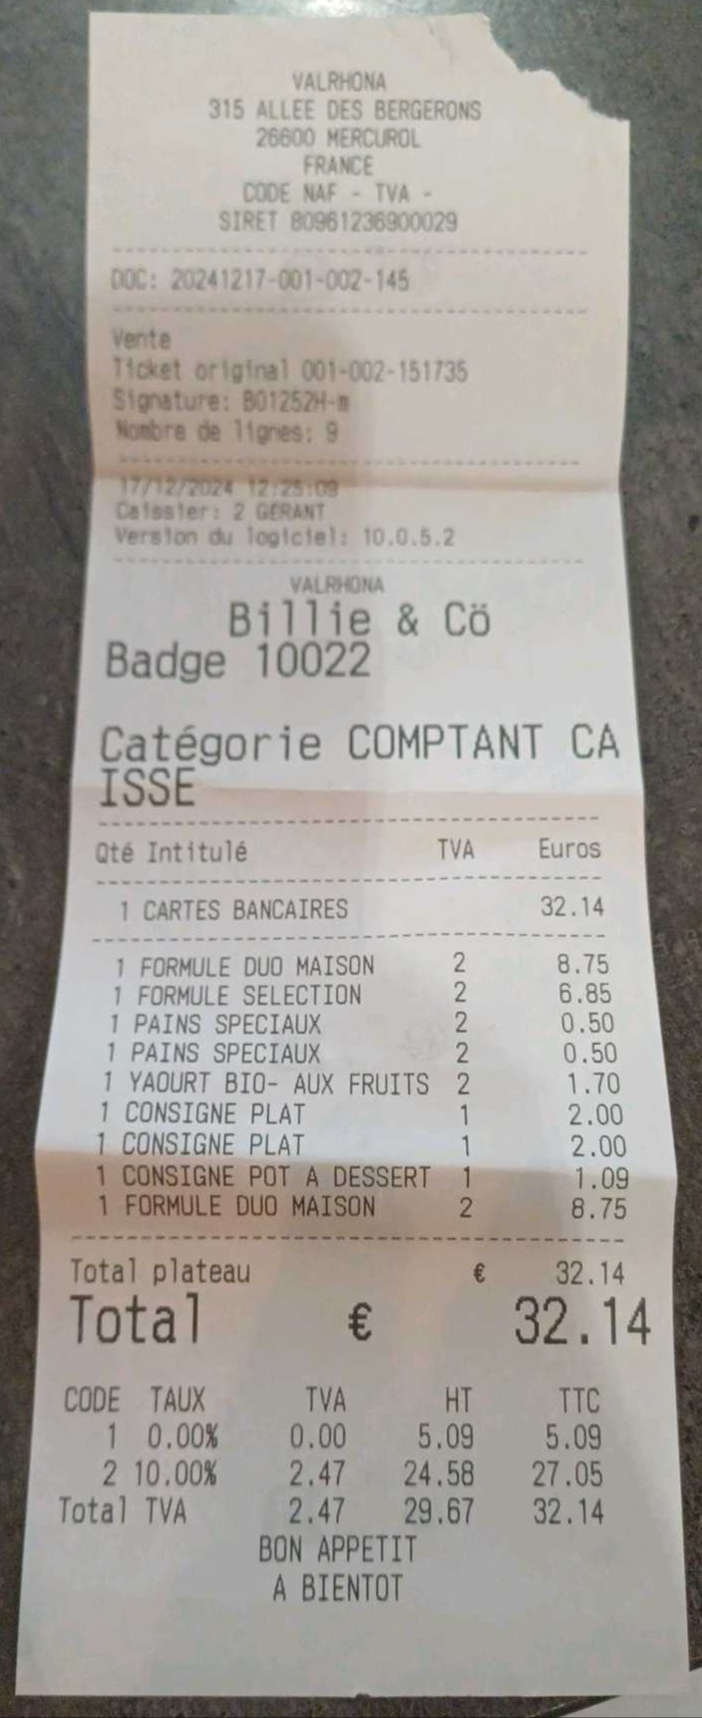 VALRHONA
315 ALLEE DES BERGERONS
26600 MERCUROL
FRANCE
CODE NAF - TVA -
SIRET 80961236900029
DOC: 20241217-001-002-145
Vente
Ticket original 001-002-151735
Signature: B01252H-m
Nombre de lignes: 9
17/12/2024 12:25:09
Caissier: 2 GERANT
Version du logiciel: 10.0.5.2
VALRHONA
Billie & Cö
Badge 10022
Catégorie COMPTANT CA
ISSE
Qté Intitulé TVA Euros
1 CARTES BANCAIRES 32.14
1 FORMULE DUO MAISON 2 8.75
1 FORMULE SELECTION 2 6.85
1 PAINS SPECIAUX 2 0.50
1 PAINS SPECIAUX 2 0.50
1 YAOURT BIO- AUX FRUITS 2 1.70
1 CONSIGNE PLAT 1 2.00
1 CONSIGNE PLAT 1 2.00
1 CONSIGNE POT A DESSERT 1 1.09
1 FORMULE DUO MAISON 2 8.75
Total plateau € 32.14
Total € 32.14
CODE TAUX TVA HT TTC
1 0.00% 0.00 5.09 5.09
2 10.00% 2.47 24.58 27.05
Total TVA 2.47 29.67 32.14
BON APPETIT
A BIENTOT